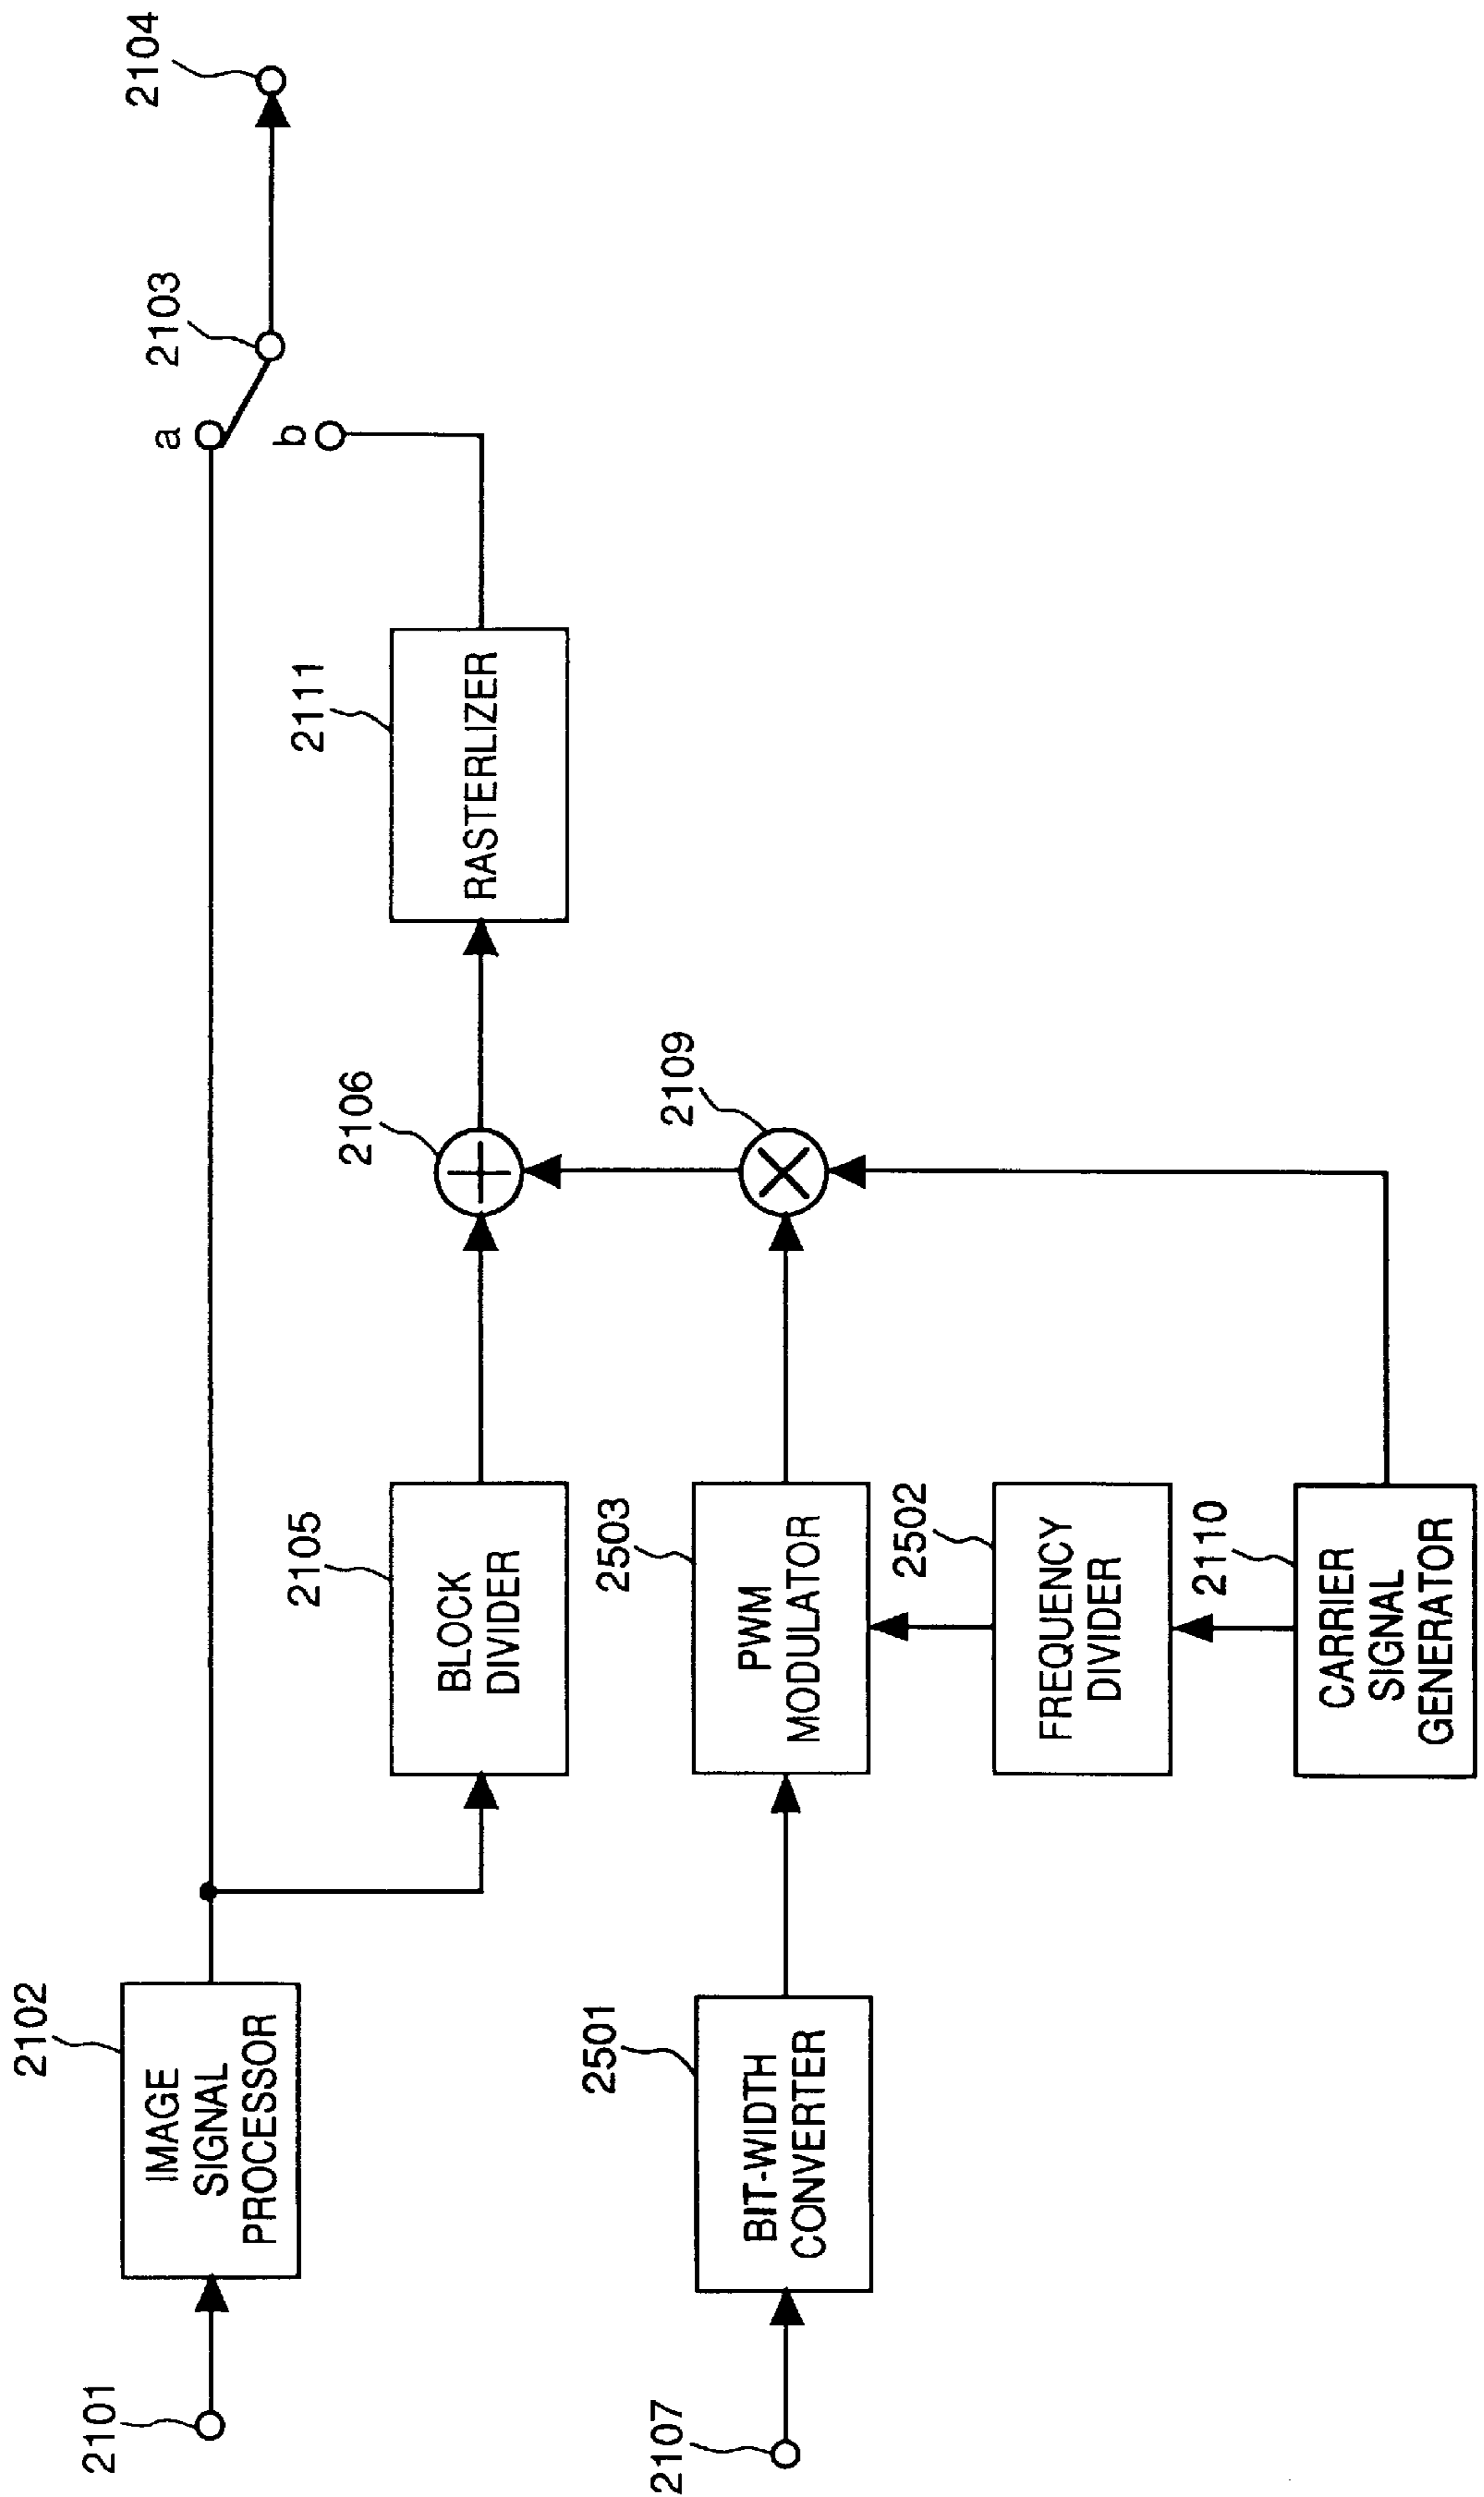 2101
2102
IMAGE
SIGNAL
PROCESSOR
a
b
2103
2104
2105
BLOCK
DIVIDER
2106
2111
RASTERLIZER
2107
2501
BIT-WIDTH
CONVERTER
2503
PWM
MODULATOR
2109
2502
FREQUENCY
DIVIDER
2110
CARRIER
SIGNAL
GENERATOR